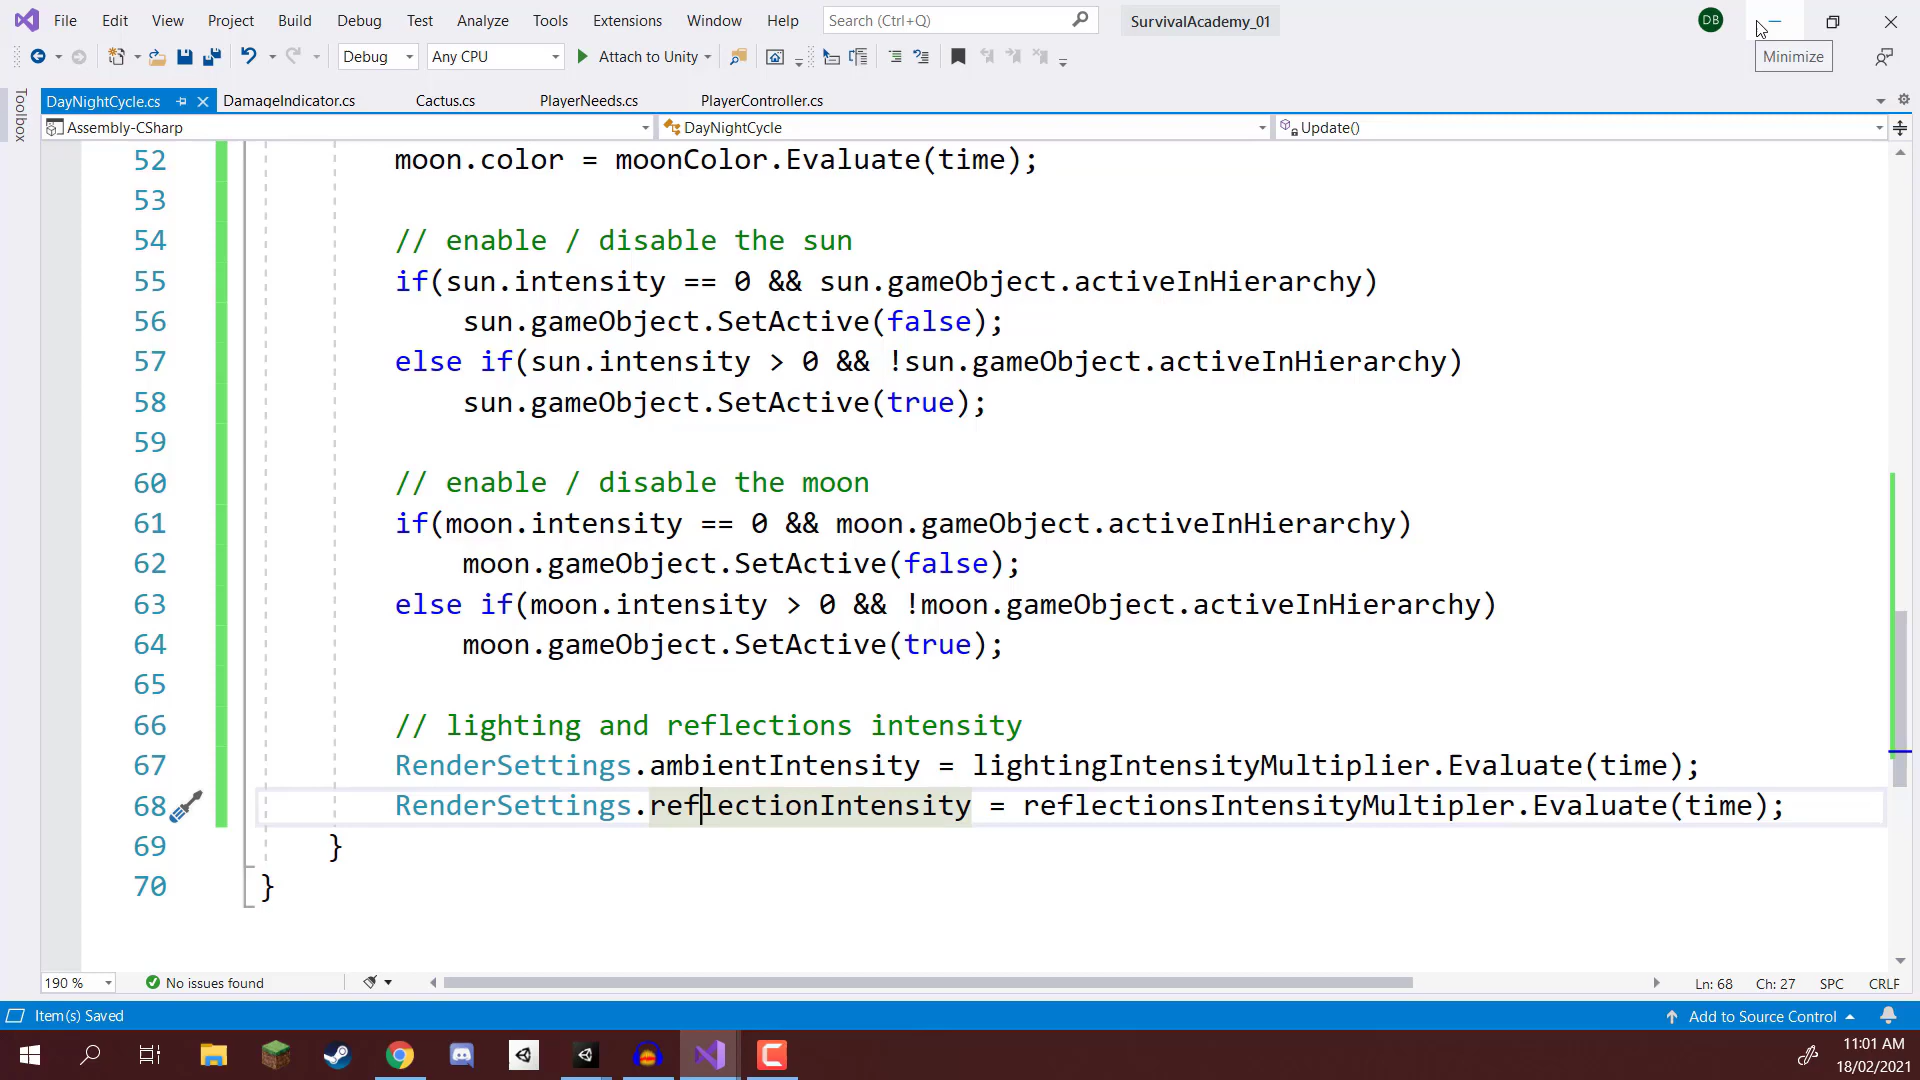 File Edit View Project Build Debug Test Analyze Tools Extensions Window Help Search (Ctrl+Q) SurvivalAcademy_01 DB
Debug Any CPU Attach to Unity Minimize
Toolbox
DayNightCycle.cs DamageIndicator.cs Cactus.cs PlayerNeeds.cs PlayerController.cs
Assembly-CSharp DayNightCycle Update()
52 moon.color = moonColor.Evaluate(time);
53
54 // enable / disable the sun
55 if(sun.intensity == 0 && sun.gameObject.activeInHierarchy)
56 sun.gameObject.SetActive(false);
57 else if(sun.intensity > 0 && !sun.gameObject.activeInHierarchy)
58 sun.gameObject.SetActive(true);
59
60 // enable / disable the moon
61 if(moon.intensity == 0 && moon.gameObject.activeInHierarchy)
62 moon.gameObject.SetActive(false);
63 else if(moon.intensity > 0 && !moon.gameObject.activeInHierarchy)
64 moon.gameObject.SetActive(true);
65
66 // lighting and reflections intensity
67 RenderSettings.ambientIntensity = lightingIntensityMultiplier.Evaluate(time);
68 RenderSettings.reflectionIntensity = reflectionsIntensityMultipler.Evaluate(time);
69 }
70 }
190 % No issues found Ln: 68 Ch: 27 SPC CRLF
Item(s) Saved Add to Source Control
11:01 AM
18/02/2021